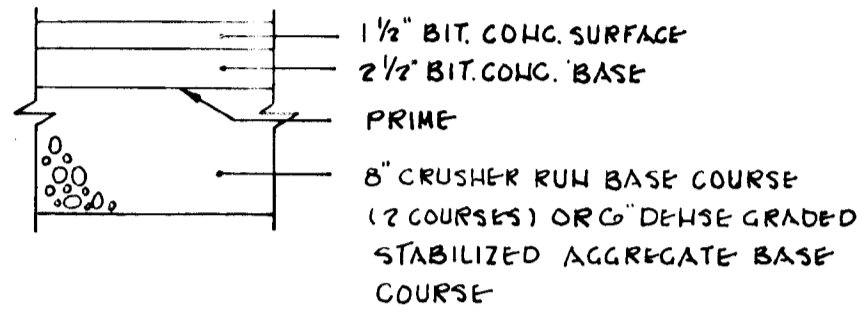 1 1/2" BIT. CONC. SURFACE
2 1/2" BIT. CONC. BASE
PRIME
8" CRUSHER RUN BASE COURSE
(2 COURSES) OR 6" DENSE GRADED
STABILIZED AGGREGATE BASE
COURSE